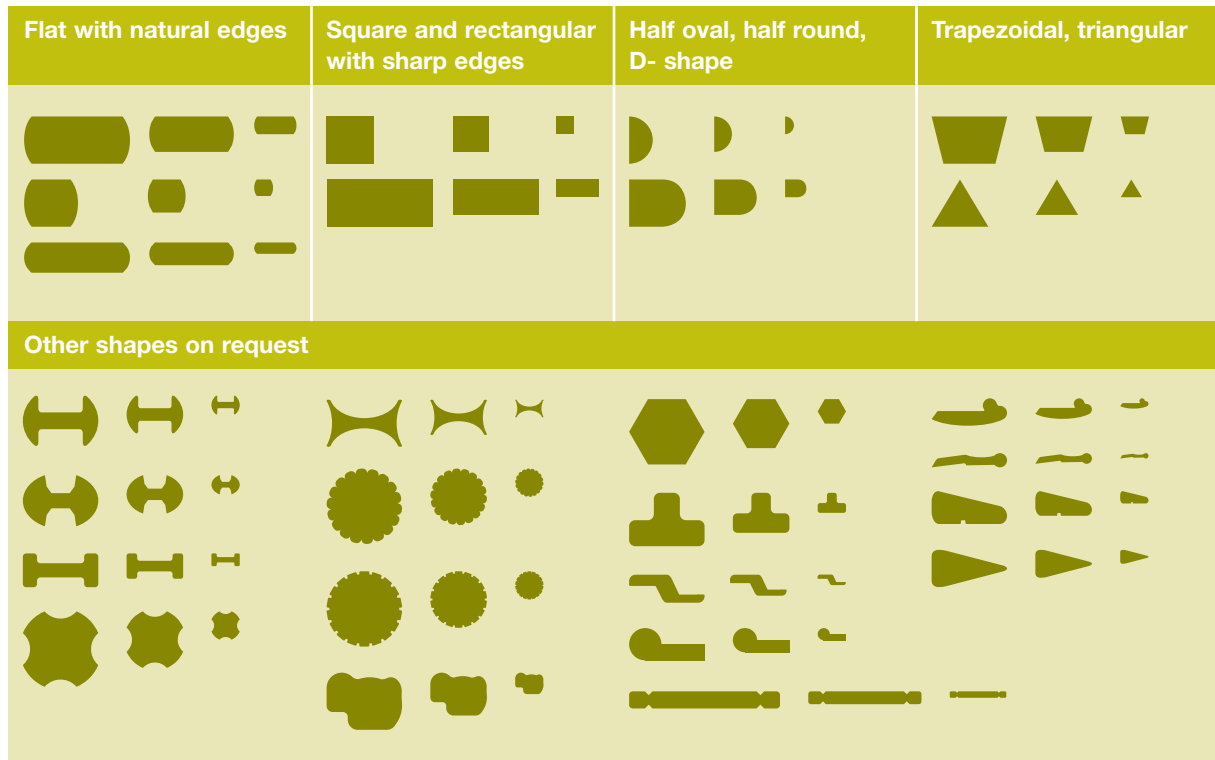 Flat with natural edges
Square and rectangular
with sharp edges
Half oval, half round,
D- shape
Trapezoidal, triangular
Other shapes on request